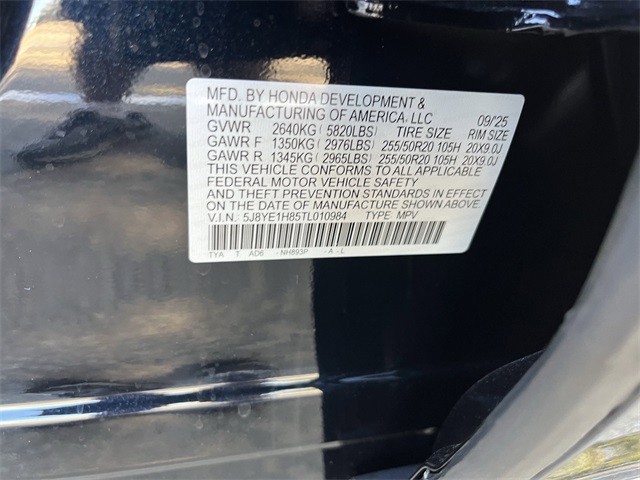 MFD. BY HONDA DEVELOPMENT &
MANUFACTURING OF AMERICA, LLC 09/'25
GVWR 2640KG(5820LBS) TIRE SIZE RIM SIZE
GAWR F 1350KG(2976LBS) 255/50R20 105H 20X9.0J
GAWR R 1345KG(2965LBS) 255/50R20 105H 20X9.0J
THIS VEHICLE CONFORMS TO ALL APPLICABLE
FEDERAL MOTOR VEHICLE SAFETY
AND THEFT PREVENTION STANDARDS IN EFFECT
ON THE DATE OF MANUFACTURE SHOWN ABOVE.
V.I.N.: 5J8YE1H85TL010984 TYPE MPV
TYA T AD6 -NH893P -A -L